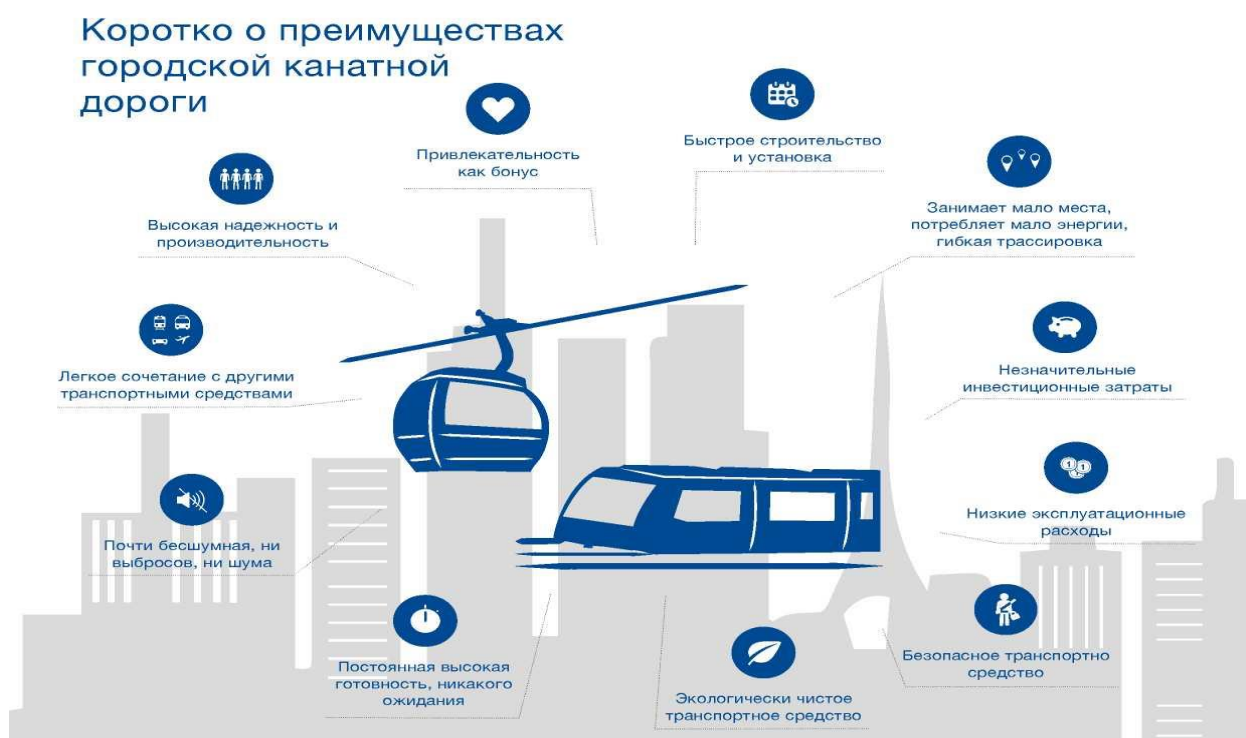 Коротко о преимуществах
городской канатной
дороги
Привлекательность
как бонус
Быстрое строительство
и установка
Высокая надежность и
производительность
Занимает мало места,
потребляет мало энергии,
гибкая трассировка
Легкое сочетание с другими
транспортными средствами
Незначительные
инвестиционные затраты
Почти бесшумная, ни
выбросов, ни шума
Низкие эксплуатационные
расходы
Постоянная высокая
готовность, никакого
ожидания
Экологически чистое
транспортное средство
Безопасное транспортно
средство